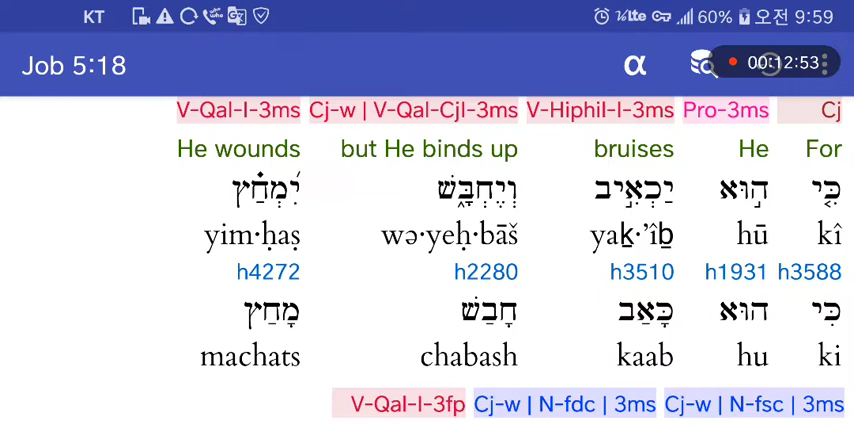 KT 60% 오전 9:59
Job 5:18 α 00:12:53
V-Qal-I-3ms Cj-w | V-Qal-CjI-3ms V-Hiphil-I-3ms Pro-3ms Cj
He wounds but He binds up bruises He For
כִּ֤י ה֣וּא יַכְאִ֣יב וְיֶחְבָּ֑שׁ יִ֝מְחַ֗ץ
yim·ḥaṣ wə·yeḥ·bāš yaḵ·’îḇ hū kî
h4272 h2280 h3510 h1931 h3588
כִּי הוּא כָּאַב חָבַשׁ מָחַץ
machats chabash kaab hu ki
V-Qal-I-3fp Cj-w | N-fdc | 3ms Cj-w | N-fsc | 3ms